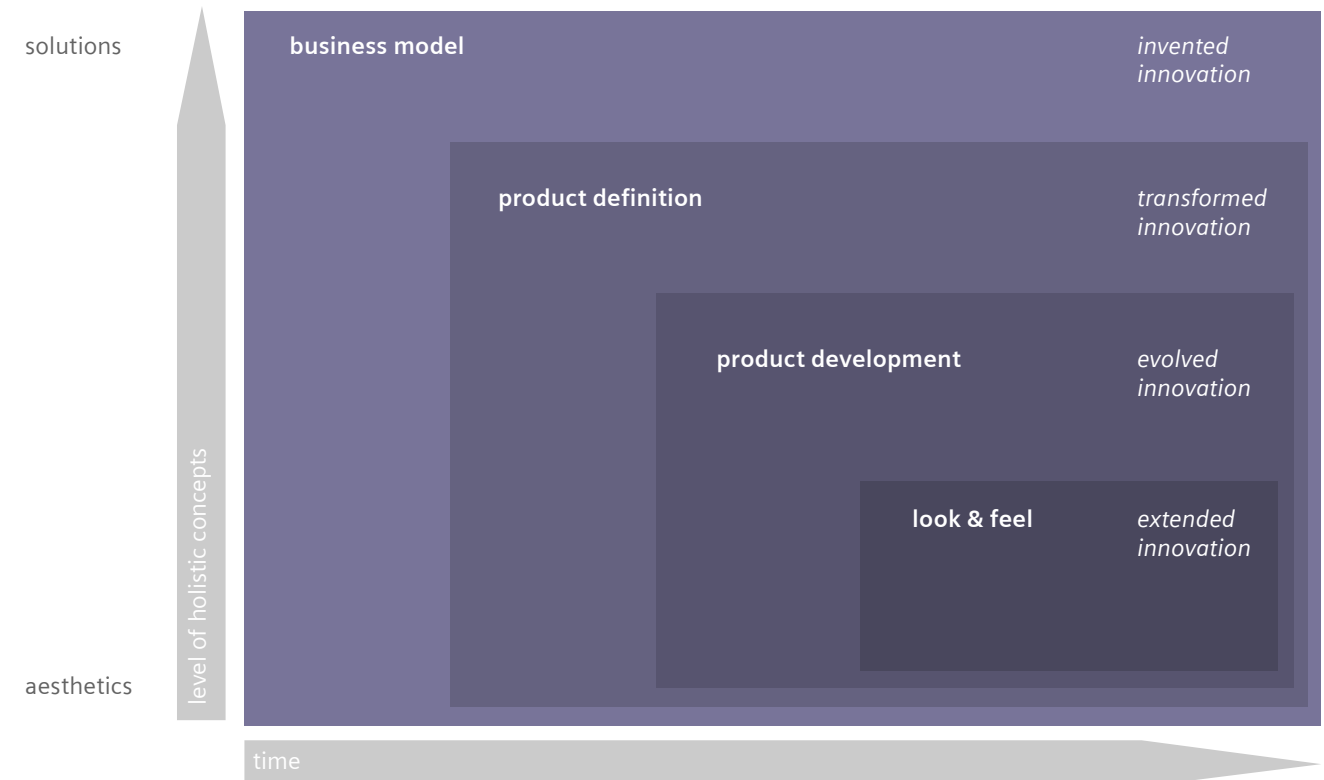 solutions
business model
invented
innovation
product definition
transformed
innovation
product development
evolved
innovation
look & feel
extended
innovation
level of holistic concepts
aesthetics
time